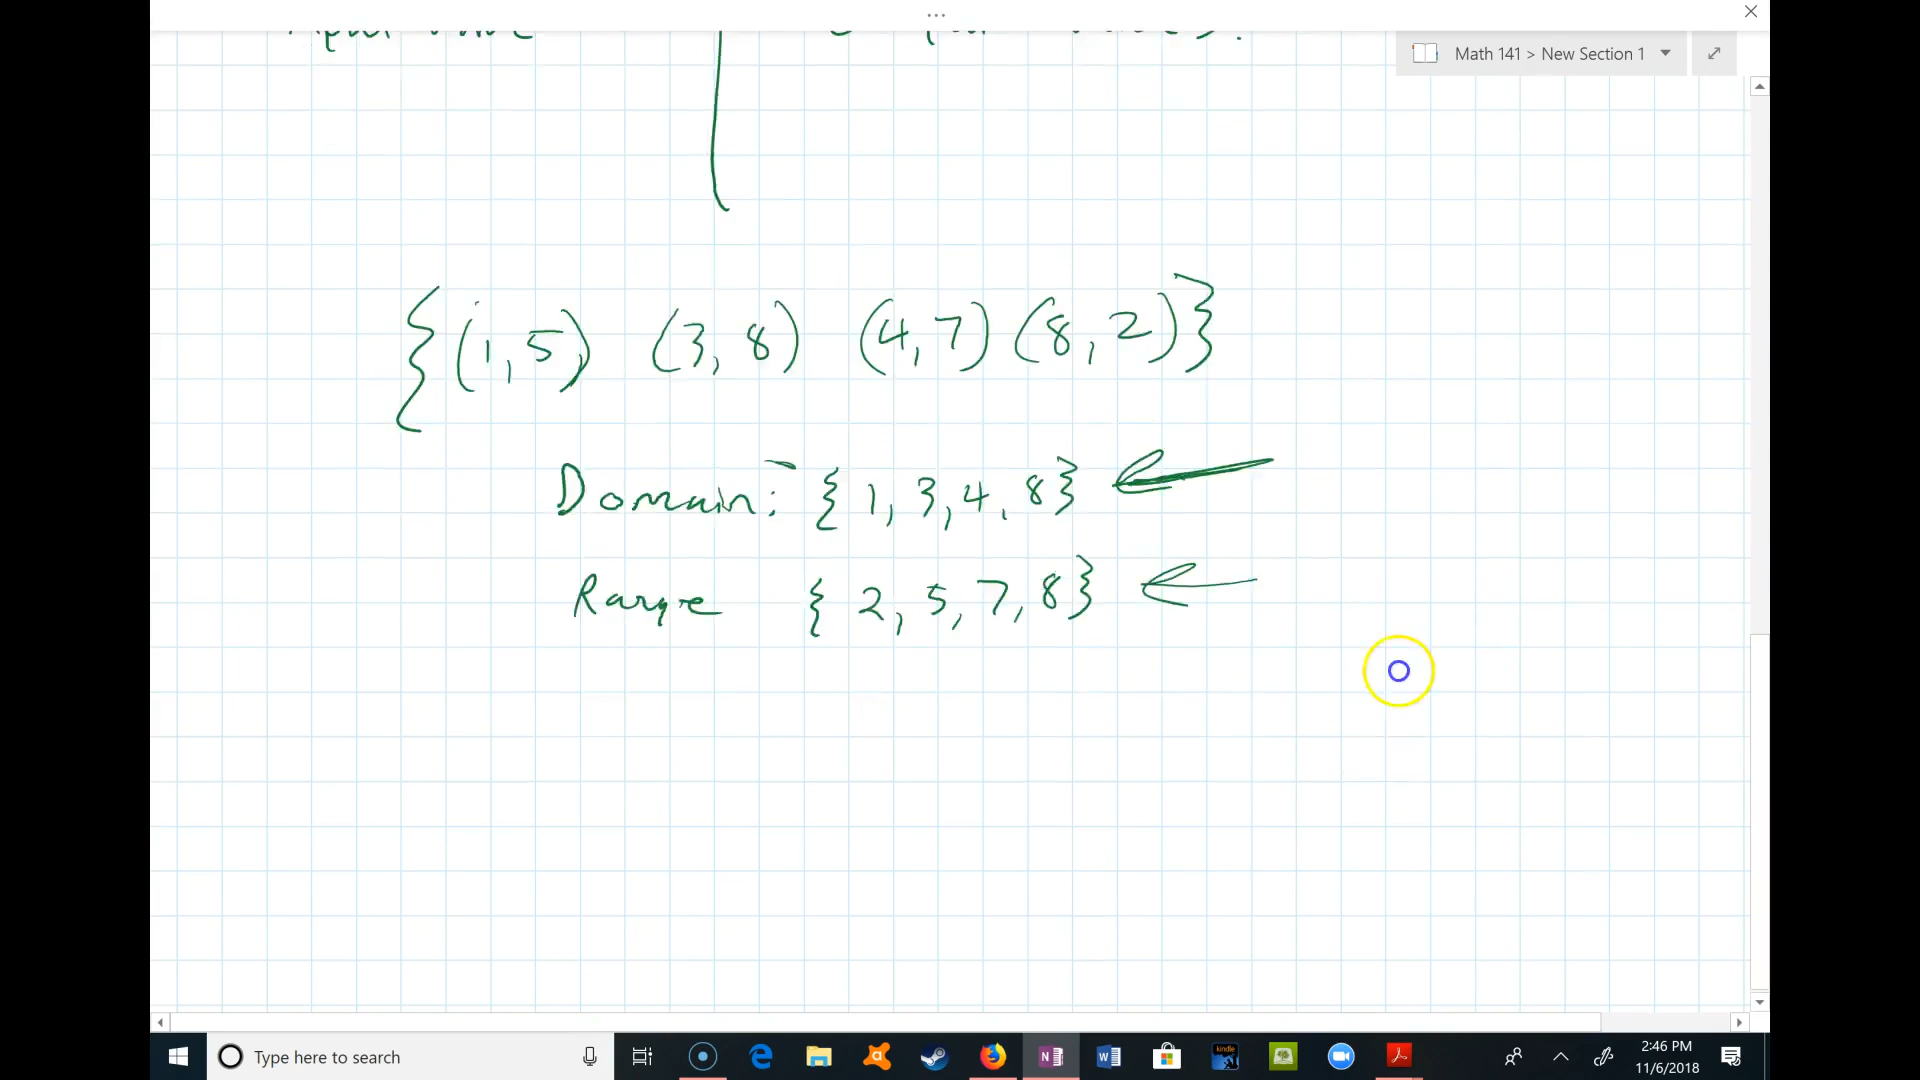 ...
Math 141 > New Section 1
{(1,5), (3,8) (4,7) (8,2)}
Domain: { 1, 3, 4, 8}
Range { 2, 5, 7, 8}
Type here to search
kindle
2:46 PM
11/6/2018